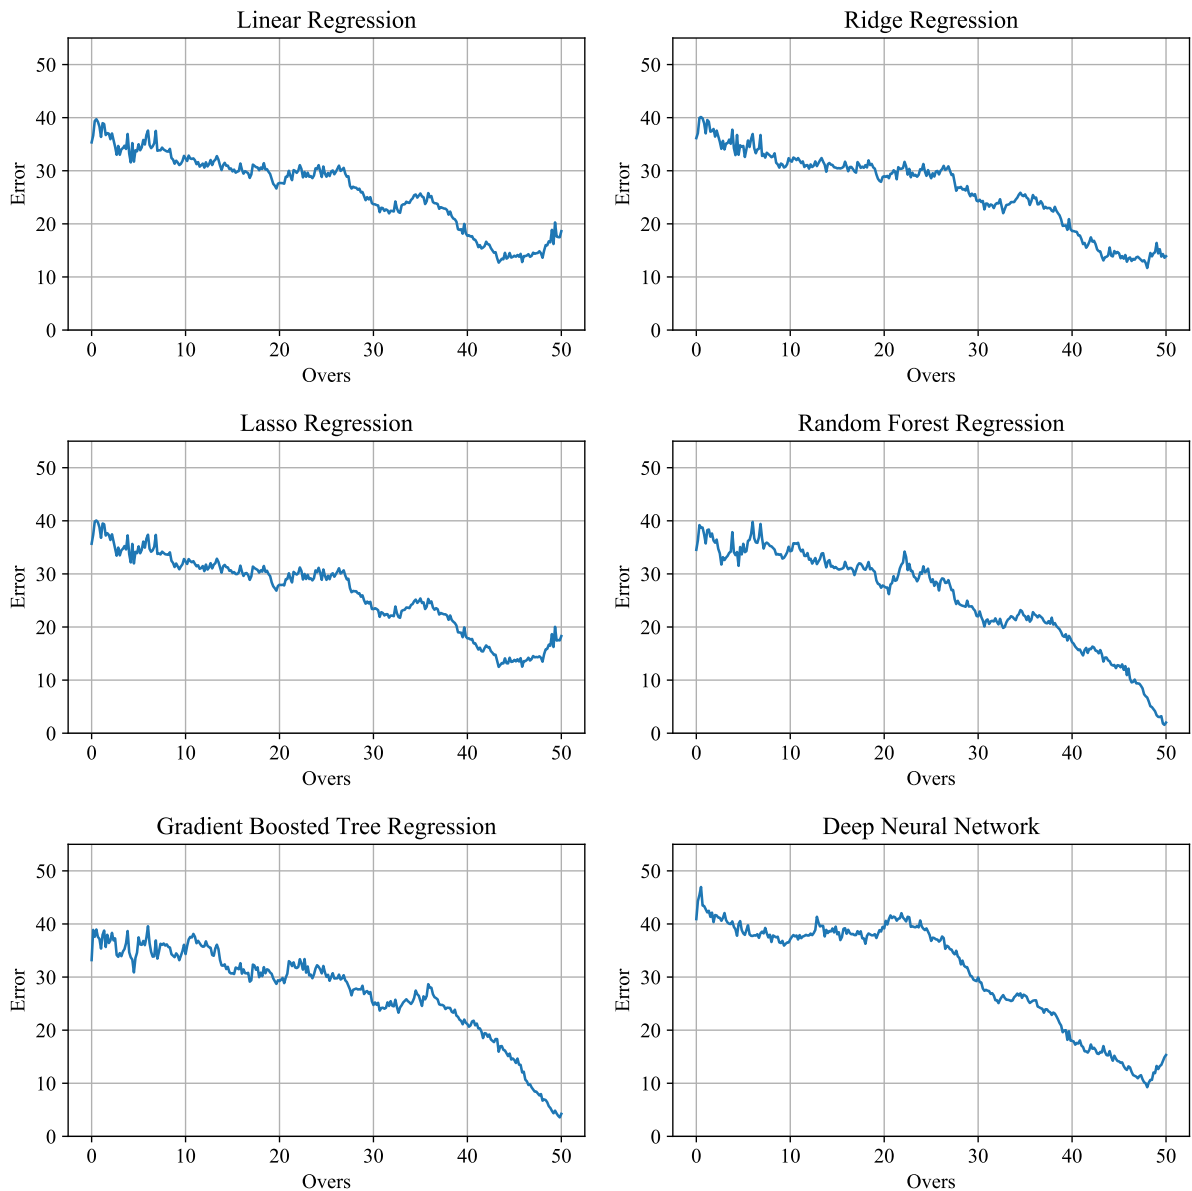 Linear Regression
Error
50
40
30
20
10
0
0 10 20 30 40 50
Overs
Ridge Regression
Error
50
40
30
20
10
0
0 10 20 30 40 50
Overs
Lasso Regression
Error
50
40
30
20
10
0
0 10 20 30 40 50
Overs
Random Forest Regression
Error
50
40
30
20
10
0
0 10 20 30 40 50
Overs
Gradient Boosted Tree Regression
Error
50
40
30
20
10
0
0 10 20 30 40 50
Overs
Deep Neural Network
Error
50
40
30
20
10
0
0 10 20 30 40 50
Overs